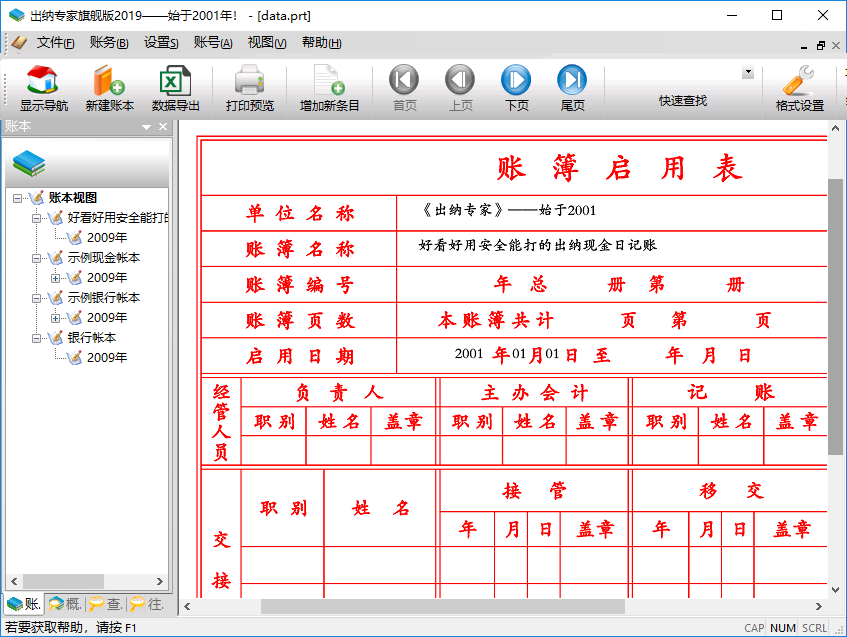 出纳专家旗舰版2019——始于2001年！ - [data.prt]
文件(F) 账务(B) 设置(S) 账号(A) 视图(V) 帮助(H)
显示导航 新建账本 数据导出 打印预览 增加新条目 首页 上页 下页 尾页 快速查找 格式设置
账本
账本视图
好看好用安全能打的
2009年
示例现金帐本
2009年
示例银行帐本
2009年
银行帐本
2009年
账. 概. 查. 往.
账簿启用表
单位名称 《出纳专家》——始于2001
账簿名称 好看好用安全能打的出纳现金日记账
账簿编号 年 总 册 第 册
账簿页数 本账簿共计 页 第 页
启用日期 2001 年01月01日 至 年 月 日
经管人员 负责人 主办会计 记账
职别 姓名 盖章 职别 姓名 盖章 职别 姓名 盖章
交接 职别 姓名 接管 移交
年 月 日 盖章 年 月 日 盖章
若要获取帮助，请按 F1 CAP NUM SCRL